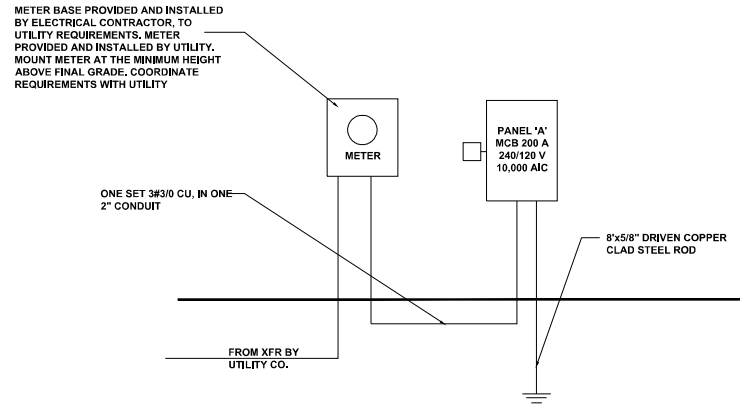 METER BASE PROVIDED AND INSTALLED
BY ELECTRICAL CONTRACTOR, TO
UTILITY REQUIREMENTS. METER
PROVIDED AND INSTALLED BY UTILITY.
MOUNT METER AT THE MINIMUM HEIGHT
ABOVE FINAL GRADE. COORDINATE
REQUIREMENTS WITH UTILITY
METER
PANEL 'A'
MCB 200 A
240/120 V
10,000 AIC
ONE SET 3#3/0 CU, IN ONE
2" CONDUIT
8'x5/8" DRIVEN COPPER
CLAD STEEL ROD
FROM XFR BY
UTILITY CO.